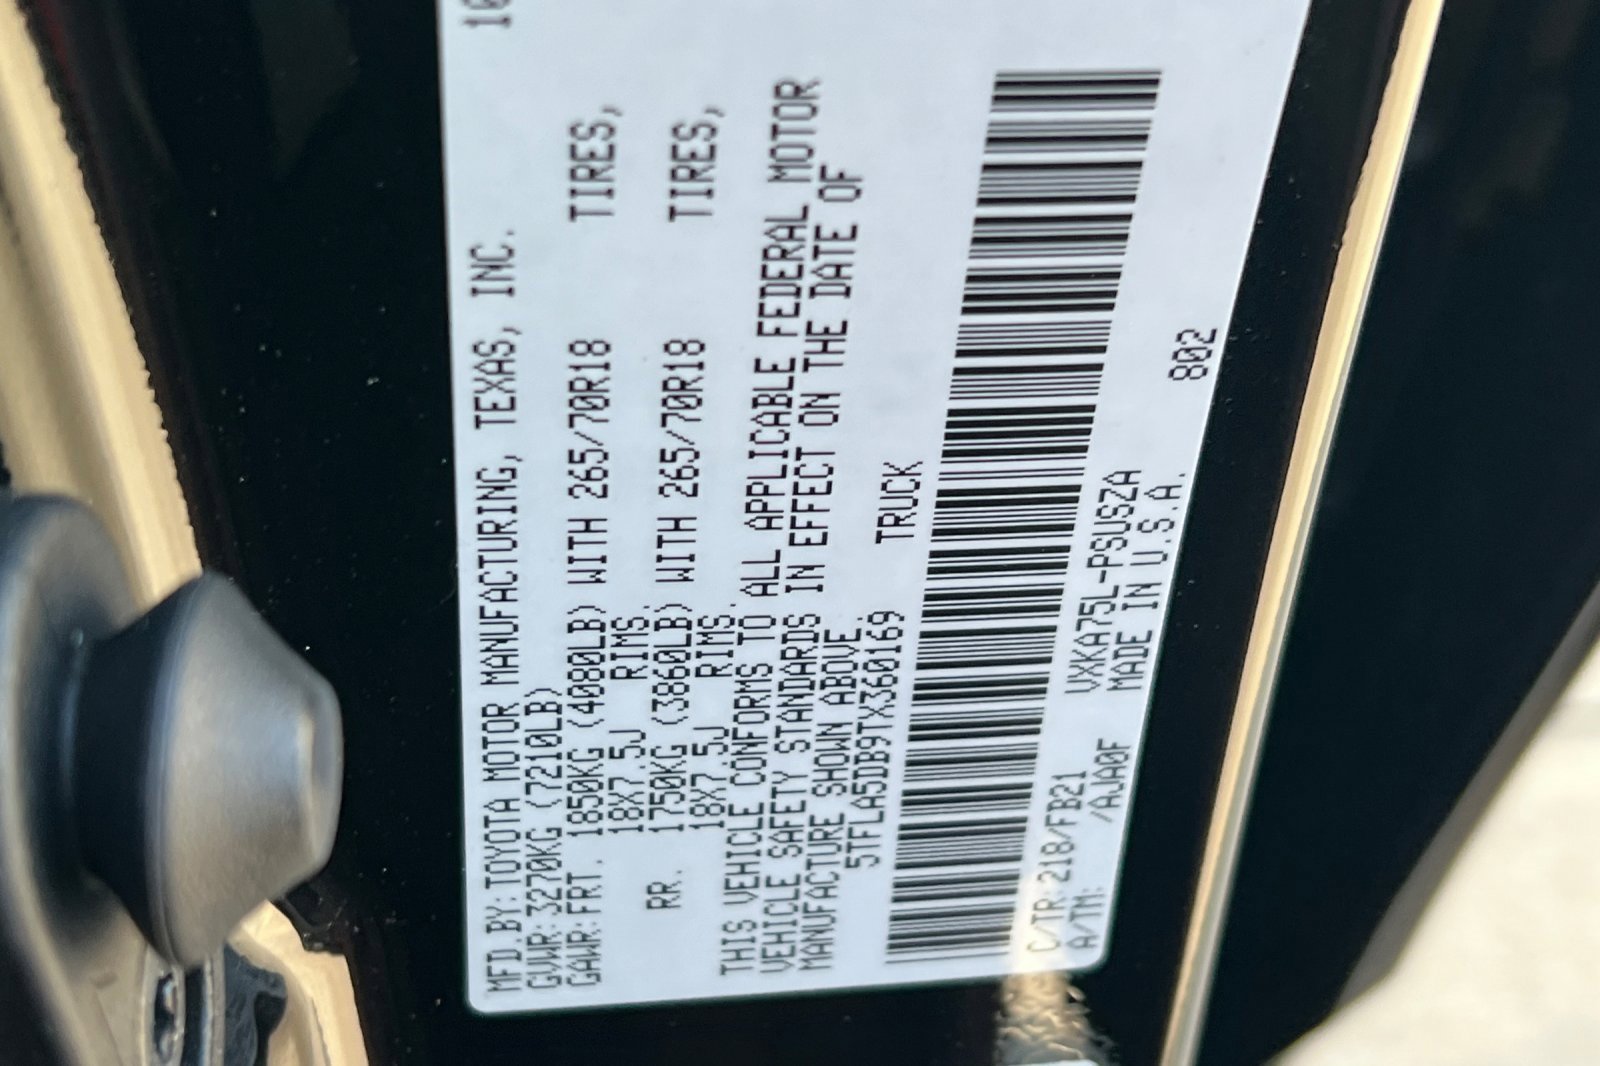 MFD BY: TOYOTA MOTOR MANUFACTURING, TEXAS, INC. 10
GVWR: 3270KG (7210LB)
GAWR: FRT. 1850KG (4080LB) WITH 265/70R18 TIRES,
18X7.5J RIMS.
RR. 1750KG (3860LB) WITH 265/70R18 TIRES,
18X7.5J RIMS.
THIS VEHICLE CONFORMS TO ALL APPLICABLE FEDERAL MOTOR
VEHICLE SAFETY STANDARDS IN EFFECT ON THE DATE OF
MANUFACTURE SHOWN ABOVE.
5TFLA5DB9TX360169 TRUCK
C/TR: 218/FB21 VXKA75L-PSUSZA 802
A/TM: /AJA0F MADE IN U.S.A.